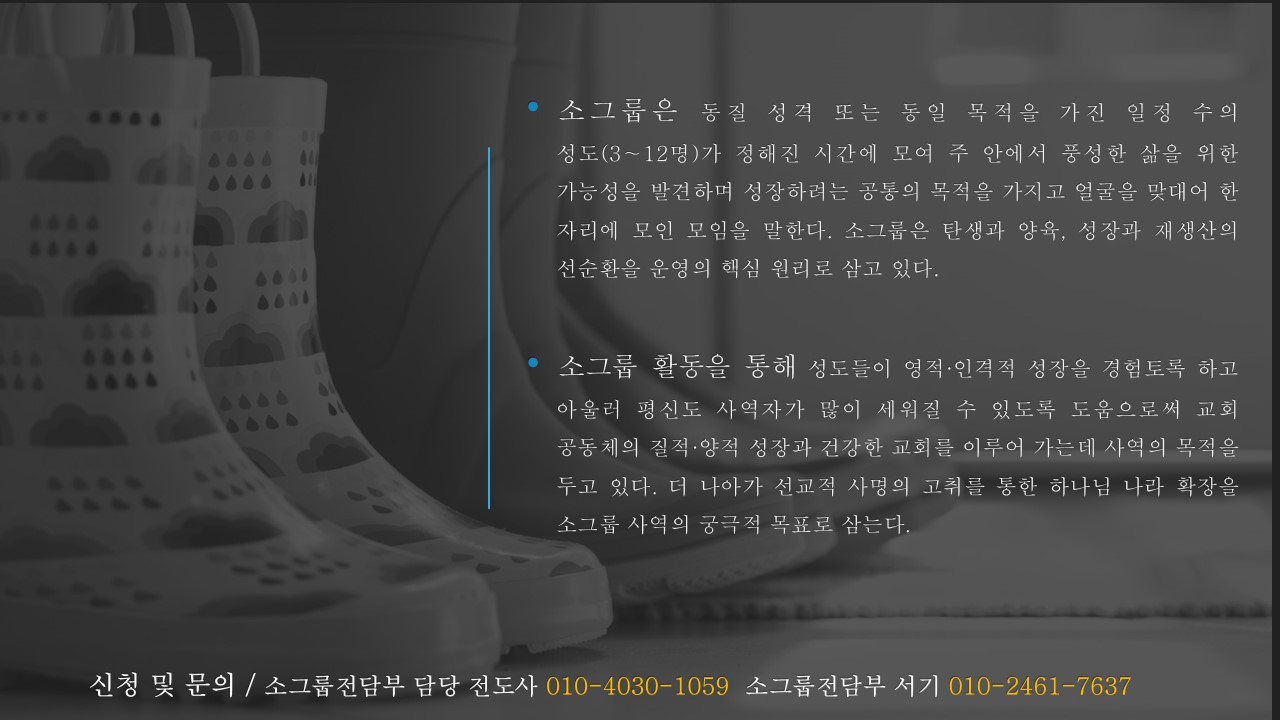 소그룹은 동질 성격 또는 동일 목적을 가진 일정 수의
성도(3~12명)가 정해진 시간에 모여 주 안에서 풍성한 삶을 위한
가능성을 발견하며 성장하려는 공통의 목적을 가지고 얼굴을 맞대어 한
자리에 모인 모임을 말한다. 소그룹은 탄생과 양육, 성장과 재생산의
선순환을 운영의 핵심 원리로 삼고 있다.
소그룹 활동을 통해 성도들이 영적·인격적 성장을 경험토록 하고
아울러 평신도 사역자가 많이 세워질 수 있도록 도움으로써 교회
공동체의 질적·양적 성장과 건강한 교회를 이루어 가는데 사역의 목적을
두고 있다. 더 나아가 선교적 사명의 고취를 통한 하나님 나라 확장을
소그룹 사역의 궁극적 목표로 삼는다.
신청 및 문의 / 소그룹전담부 담당 전도사 010-4030-1059 소그룹전담부 서기 010-2461-7637